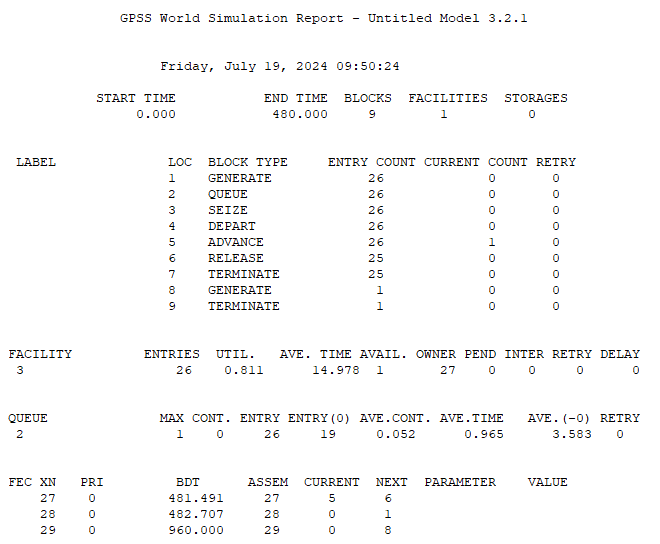 GPSS World Simulation Report - Untitled Model 3.2.1
Friday, July 19, 2024 09:50:24
START TIME END TIME BLOCKS FACILITIES STORAGES
0.000 480.000 9 1 0
LABEL LOC BLOCK TYPE ENTRY COUNT CURRENT COUNT RETRY
1 GENERATE 26 0 0
2 QUEUE 26 0 0
3 SEIZE 26 0 0
4 DEPART 26 0 0
5 ADVANCE 26 1 0
6 RELEASE 25 0 0
7 TERMINATE 25 0 0
8 GENERATE 1 0 0
9 TERMINATE 1 0 0
FACILITY ENTRIES UTIL. AVE. TIME AVAIL. OWNER PEND INTER RETRY DELAY
3 26 0.811 14.978 1 27 0 0 0 0
QUEUE MAX CONT. ENTRY ENTRY(0) AVE.CONT. AVE.TIME AVE.(-0) RETRY
2 1 0 26 19 0.052 0.965 3.583 0
FEC XN PRI BDT ASSEM CURRENT NEXT PARAMETER VALUE
27 0 481.491 27 5 6
28 0 482.707 28 0 1
29 0 960.000 29 0 8